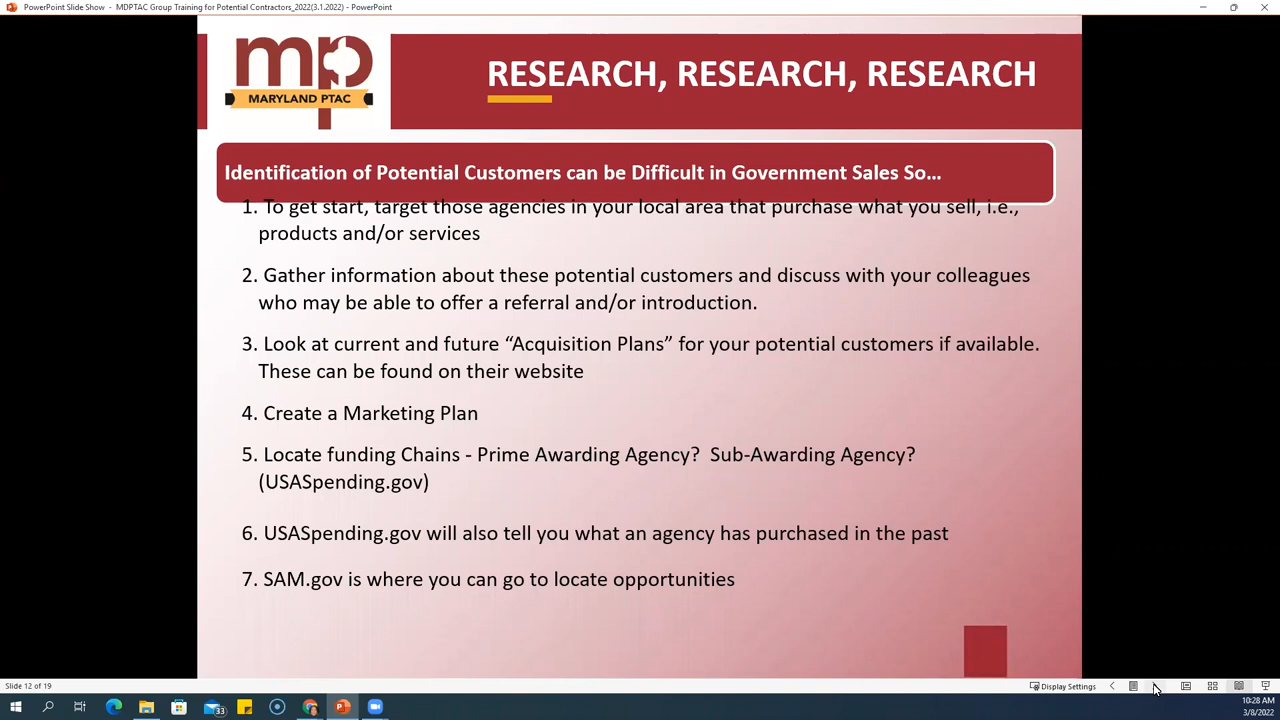 PowerPoint Slide Show - MDPTAC Group Training for Potential Contractors_2022(3.1.2022) - PowerPoint
mp
MARYLAND PTAC
RESEARCH, RESEARCH, RESEARCH
Identification of Potential Customers can be Difficult in Government Sales So...
1. To get start, target those agencies in your local area that purchase what you sell, i.e.,
products and/or services
2. Gather information about these potential customers and discuss with your colleagues
who may be able to offer a referral and/or introduction.
3. Look at current and future “Acquisition Plans” for your potential customers if available.
These can be found on their website
4. Create a Marketing Plan
5. Locate funding Chains - Prime Awarding Agency?  Sub-Awarding Agency?
(USASpending.gov)
6. USASpending.gov will also tell you what an agency has purchased in the past
7. SAM.gov is where you can go to locate opportunities
Slide 12 of 19
Display Settings
33
10:28 AM
3/8/2022